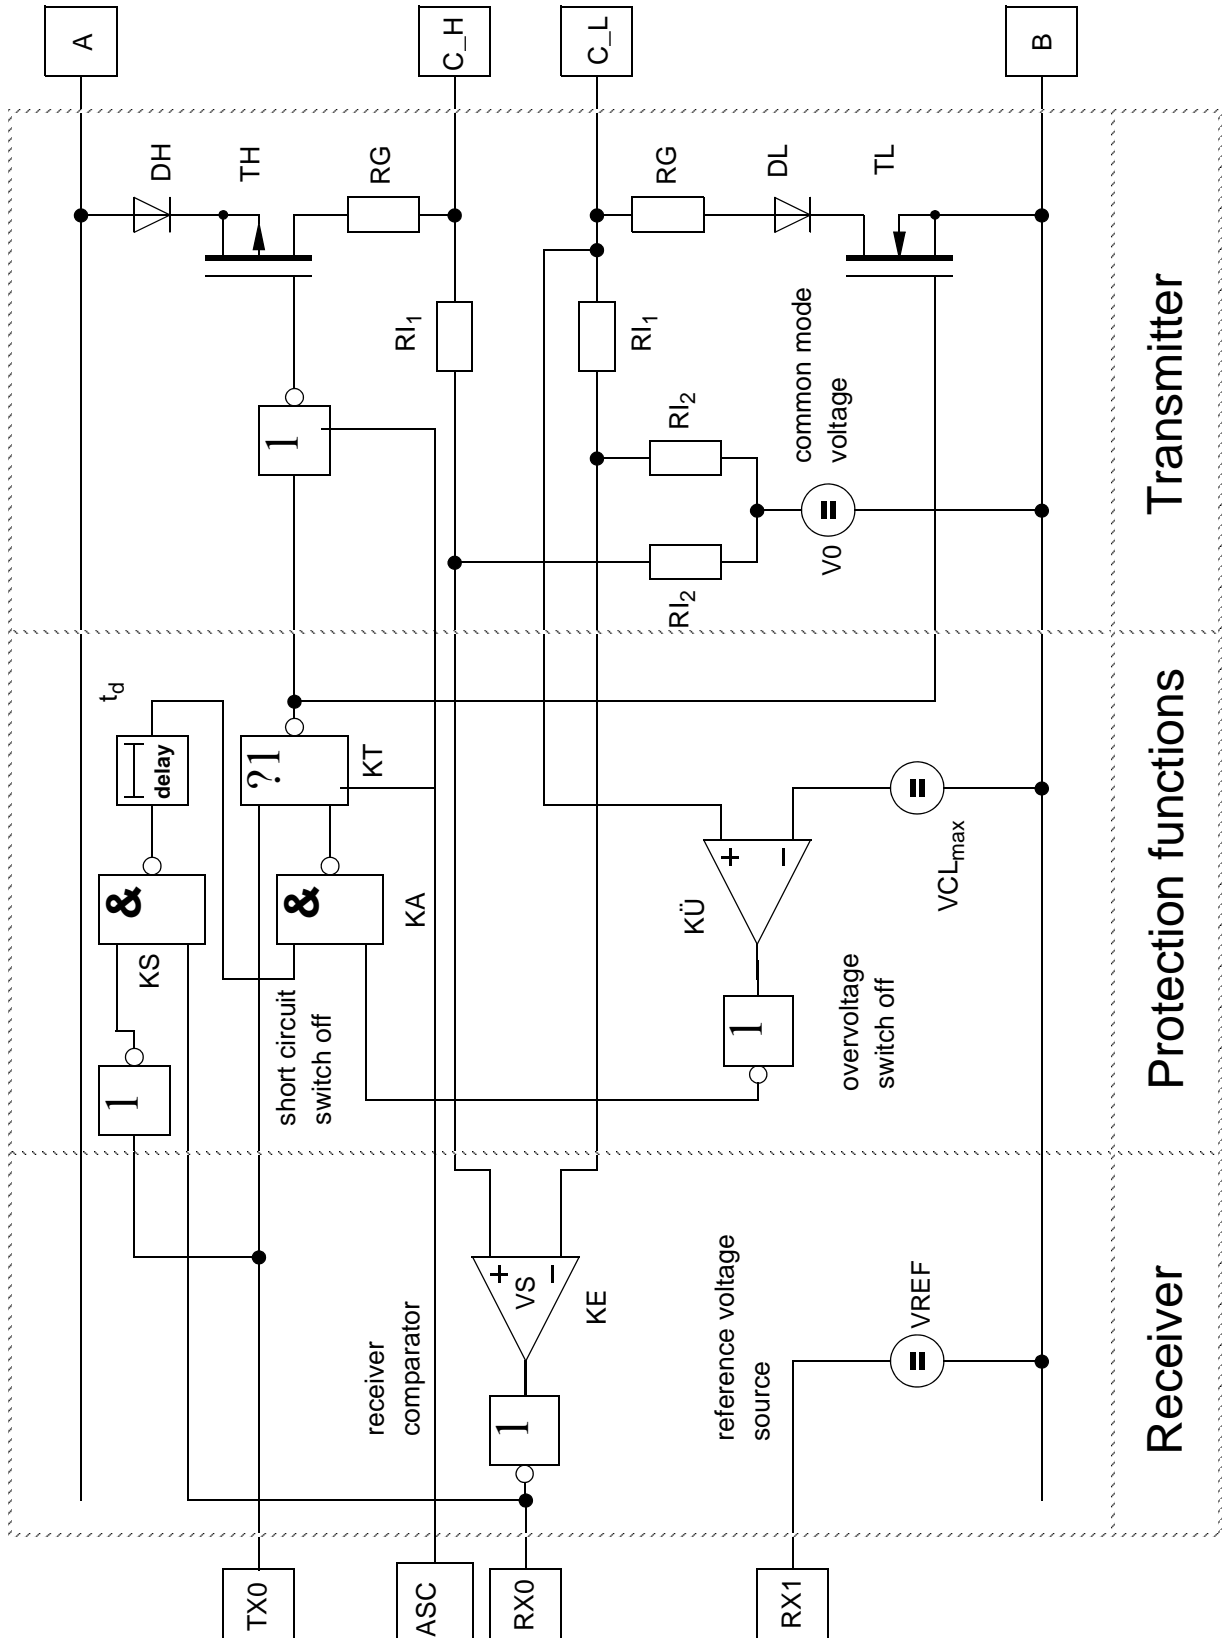 A
C_H
C_L
B
DH
TH
RG
RG
DL
TL
RI1
RI1
1
RI2
RI2
common mode
voltage
V0
Transmitter
td
delay
?1
KT
&
KS
&
KA
short circuit
switch off
1
+
−
KÜ
VCLmax
1
overvoltage
switch off
Protection functions
+
VS
−
KE
receiver
comparator
1
reference voltage
source
VREF
Receiver
TX0
ASC
RX0
RX1